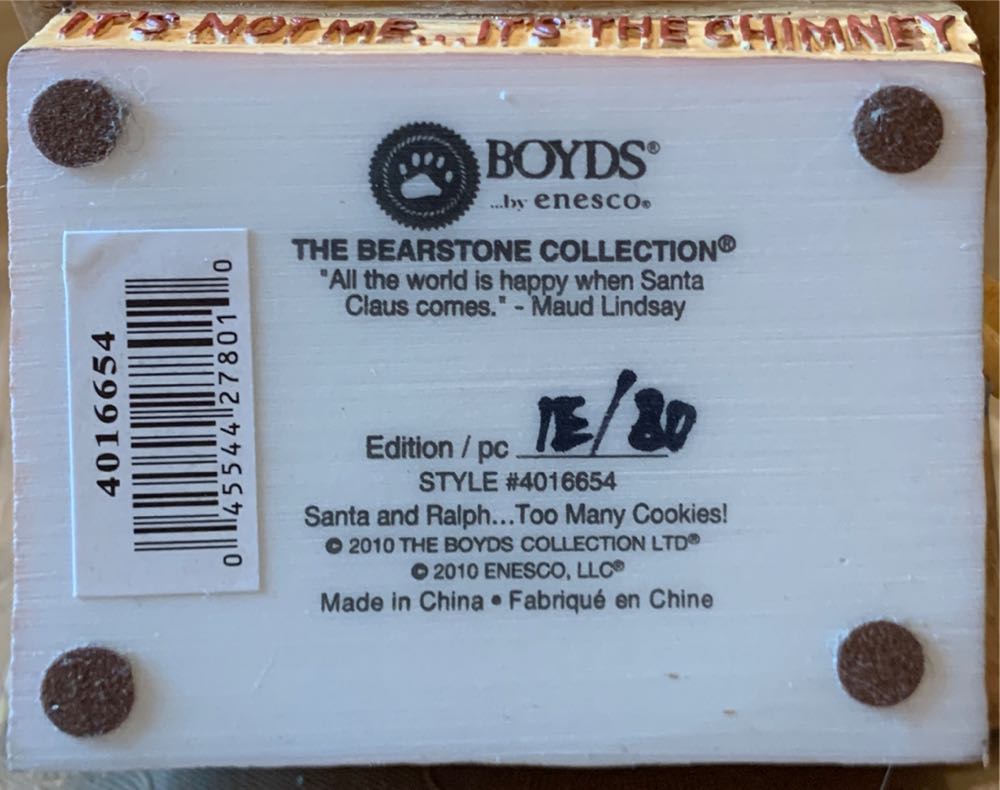 IT'S NOT ME... IT'S THE CHIMNEY
BOYDS®
...by enesco®
THE BEARSTONE COLLECTION®
"All the world is happy when Santa
Claus comes." - Maud Lindsay
Edition / pc 1E/80
STYLE #4016654
Santa and Ralph...Too Many Cookies!
© 2010 THE BOYDS COLLECTION LTD®
© 2010 ENESCO, LLC®
Made in China • Fabriqué en Chine
4016654
0 45544 27801 0